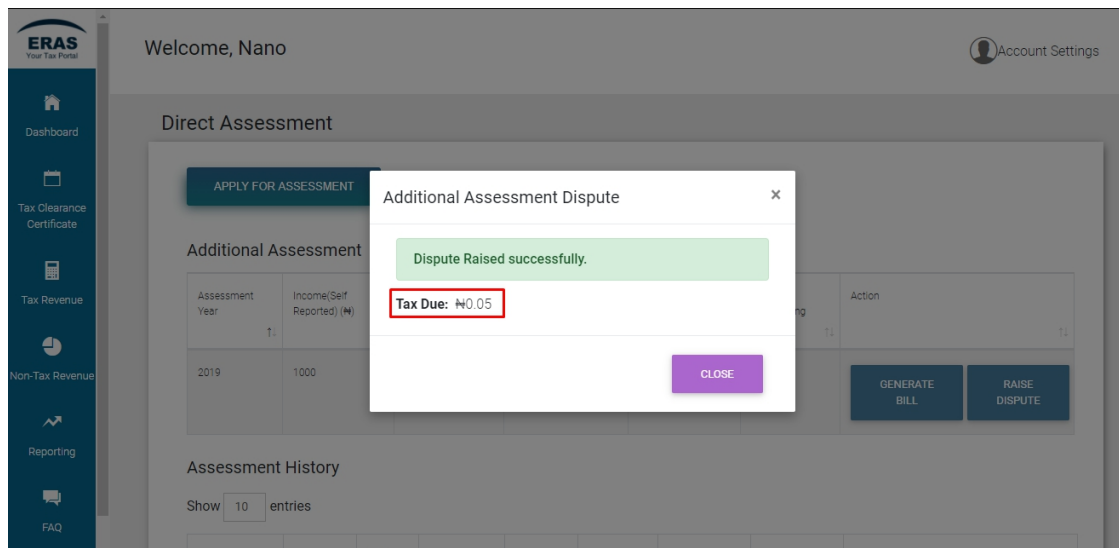 ERAS
Your Tax Portal
Welcome, Nano
Account Settings
Dashboard
Tax Clearance
Certificate
Tax Revenue
Non-Tax Revenue
Reporting
FAQ
Direct Assessment
APPLY FOR ASSESSMENT
Additional Assessment
Assessment
Year
Income(Self
Reported) (₦)
ng
Action
2019
1000
GENERATE
BILL
RAISE
DISPUTE
Additional Assessment Dispute
×
Dispute Raised successfully.
Tax Due: ₦0.05
CLOSE
Assessment History
Show 10 entries